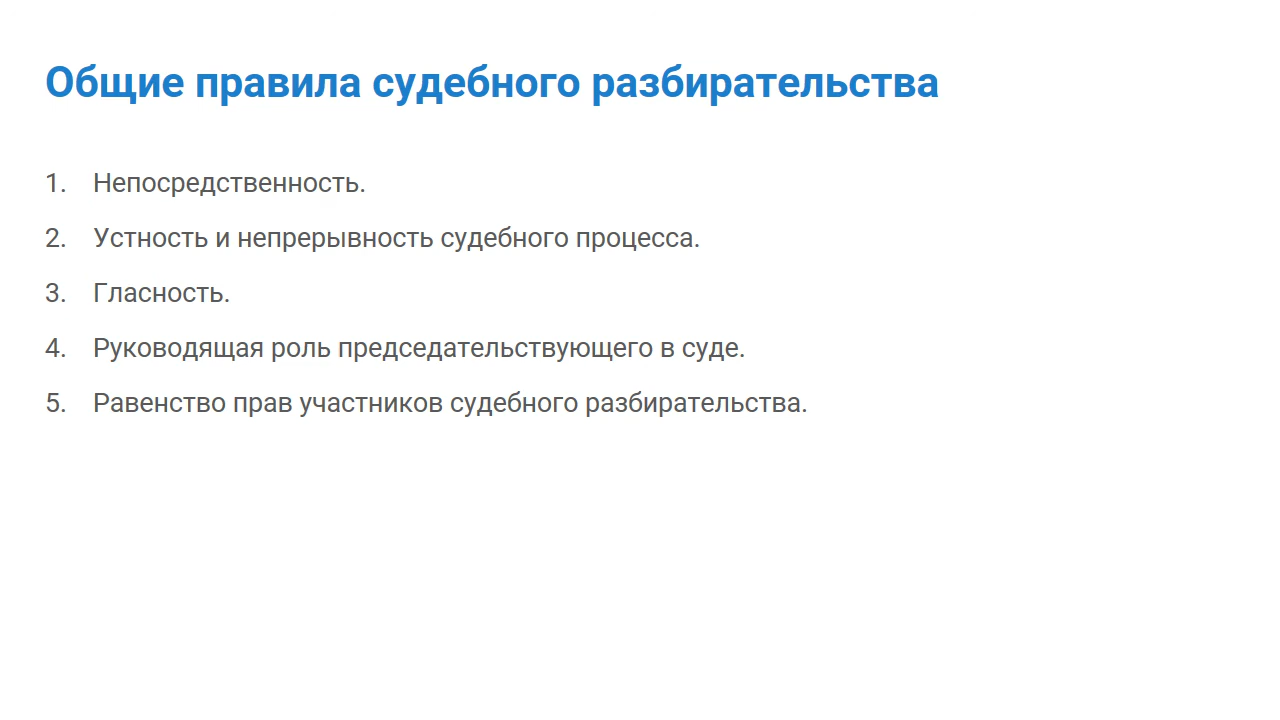 Общие правила судебного разбирательства
1. Непосредственность.
2. Устность и непрерывность судебного процесса.
3. Гласность.
4. Руководящая роль председательствующего в суде.
5. Равенство прав участников судебного разбирательства.